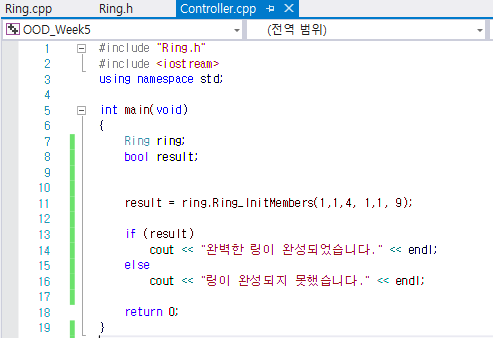 Ring.cpp Ring.h Controller.cpp
OOD_Week5 (전역 범위)
1 #include "Ring.h"
2 #include <iostream>
3 using namespace std;
4
5 int main(void)
6 {
7 Ring ring;
8 bool result;
9
10
11 result = ring.Ring_InitMembers(1,1,4, 1,1, 9);
12
13 if (result)
14 cout << "완벽한 링이 완성되었습니다." << endl;
15 else
16 cout << "링이 완성되지 못했습니다." << endl;
17
18 return 0;
19 }